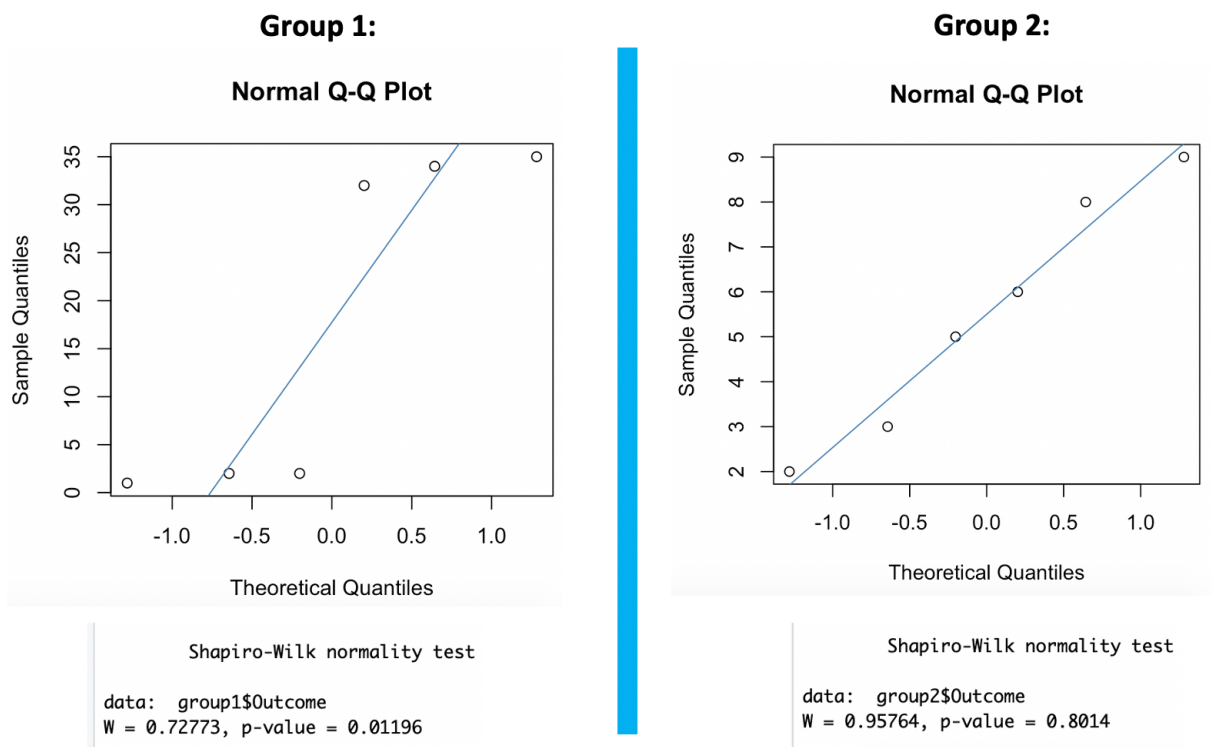 Group 1:
Normal Q-Q Plot
Sample Quantiles
35
30
25
20
15
10
5
0
-1.0 -0.5 0.0 0.5 1.0
Theoretical Quantiles
Shapiro-Wilk normality test
data: group1$Outcome
W = 0.72773, p-value = 0.01196
Group 2:
Normal Q-Q Plot
Sample Quantiles
9
8
7
6
5
4
3
2
-1.0 -0.5 0.0 0.5 1.0
Theoretical Quantiles
Shapiro-Wilk normality test
data: group2$Outcome
W = 0.95764, p-value = 0.8014